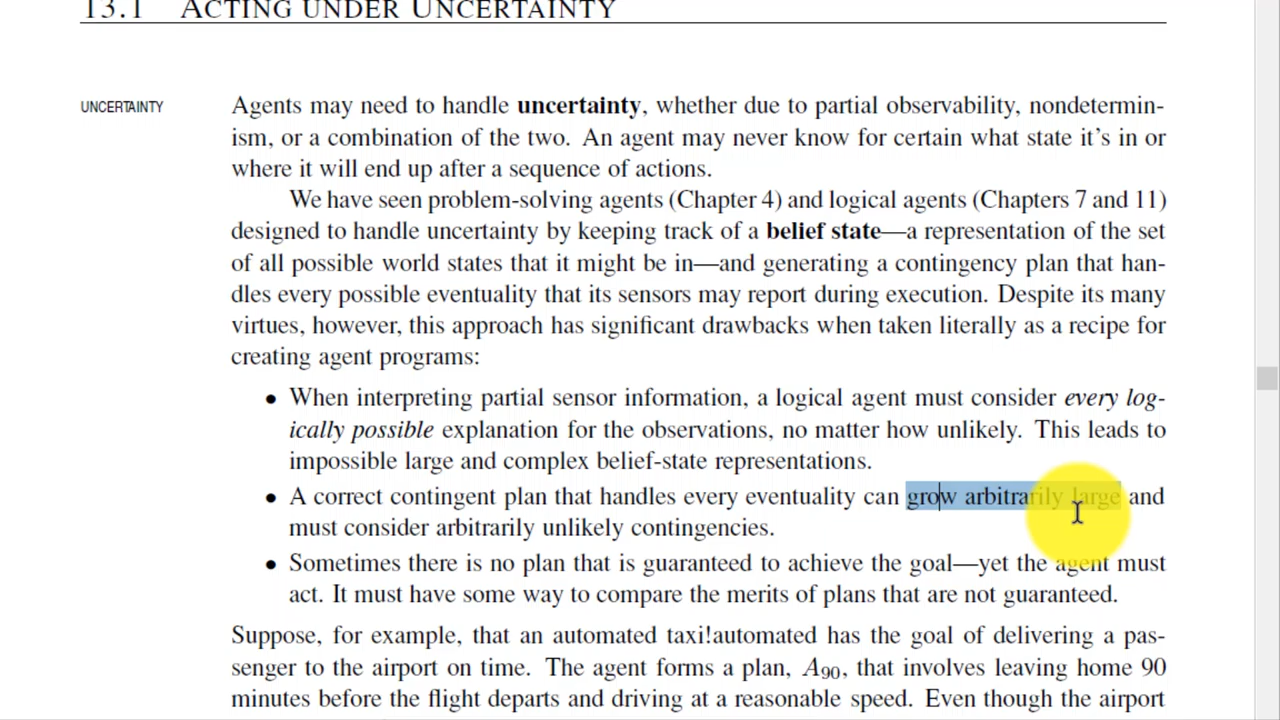 13.1 ACTING UNDER UNCERTAINTY
UNCERTAINTY
Agents may need to handle uncertainty, whether due to partial observability, nondetermin-
ism, or a combination of the two. An agent may never know for certain what state it's in or
where it will end up after a sequence of actions.
We have seen problem-solving agents (Chapter 4) and logical agents (Chapters 7 and 11)
designed to handle uncertainty by keeping track of a belief state—a representation of the set
of all possible world states that it might be in—and generating a contingency plan that han-
dles every possible eventuality that its sensors may report during execution. Despite its many
virtues, however, this approach has significant drawbacks when taken literally as a recipe for
creating agent programs:
• When interpreting partial sensor information, a logical agent must consider every log-
ically possible explanation for the observations, no matter how unlikely. This leads to
impossible large and complex belief-state representations.
• A correct contingent plan that handles every eventuality can grow arbitrarily large and
must consider arbitrarily unlikely contingencies.
• Sometimes there is no plan that is guaranteed to achieve the goal—yet the agent must
act. It must have some way to compare the merits of plans that are not guaranteed.
Suppose, for example, that an automated taxi!automated has the goal of delivering a pas-
senger to the airport on time. The agent forms a plan, A90, that involves leaving home 90
minutes before the flight departs and driving at a reasonable speed. Even though the airport